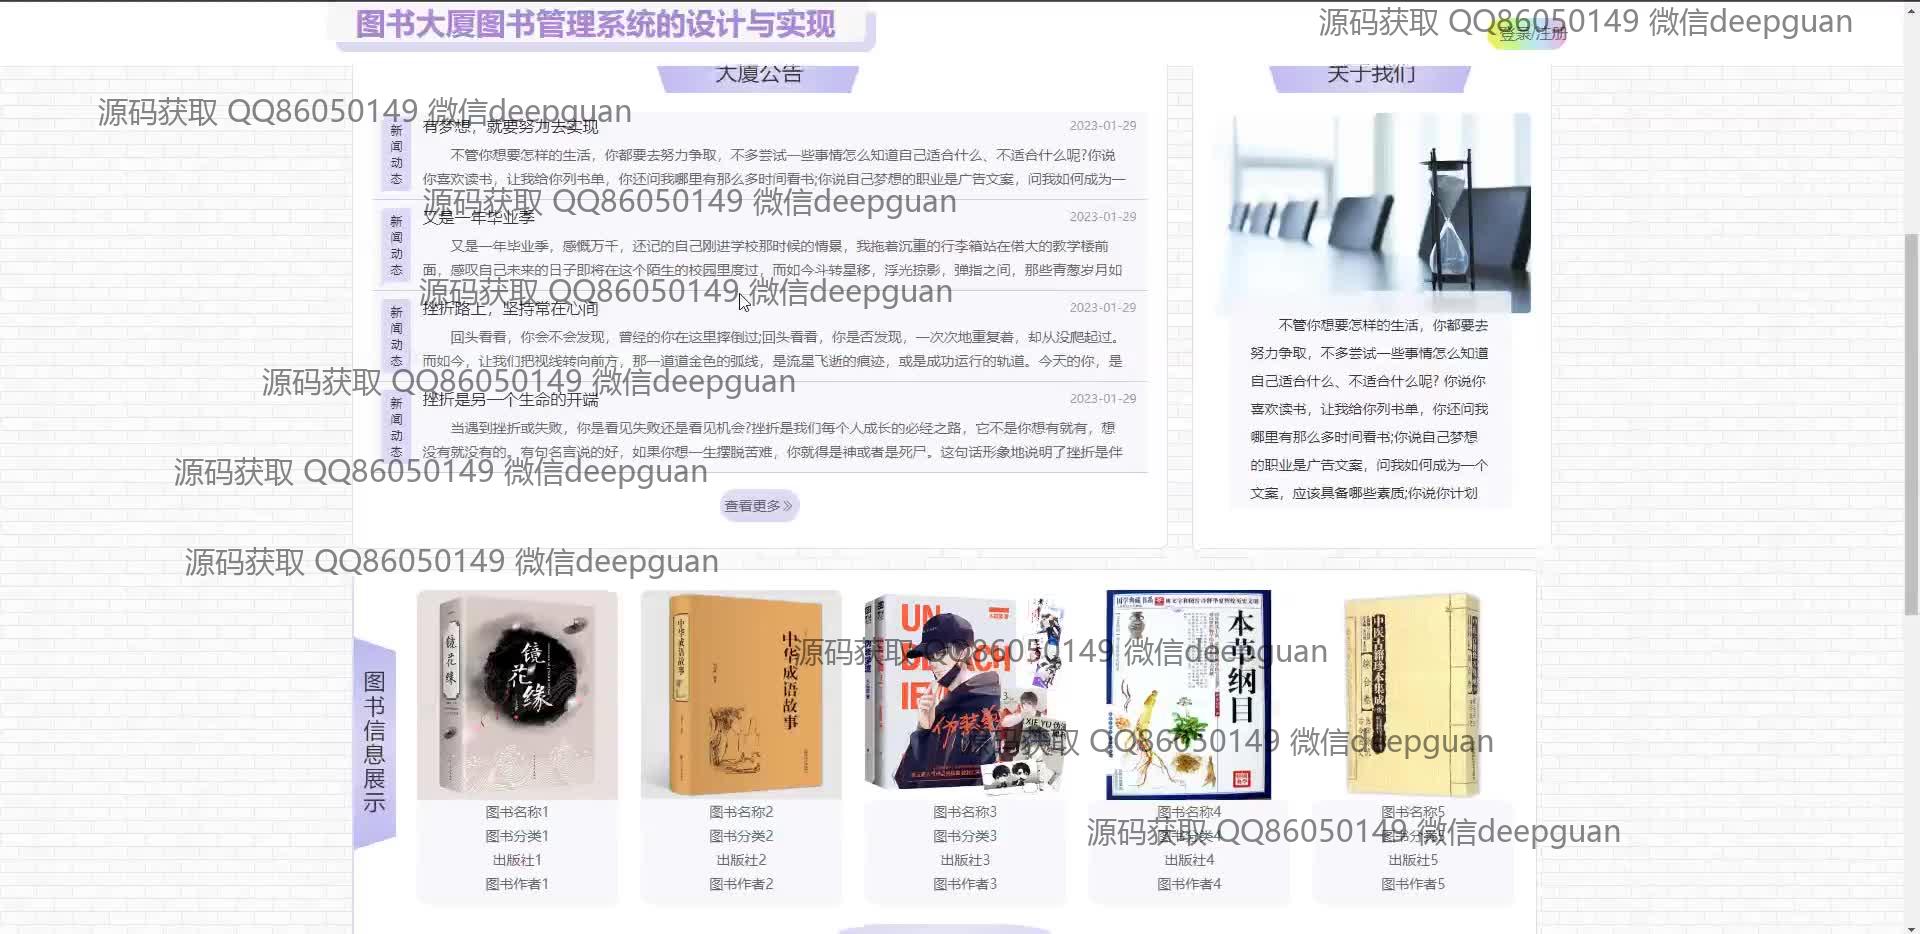 图书大厦图书管理系统的设计与实现
源码获取 QQ86050149 微信deepguan
登录/注册
大厦公告
关于我们
源码获取 QQ86050149 微信deepguan
新闻动态
有梦想，就要努力去实现
2023-01-29
不管你想要怎样的生活，你都要去努力争取，不多尝试一些事情怎么知道自己适合什么、不适合什么呢?你说
你喜欢读书，让我给你列书单，你还问我哪里有那么多时间看书;你说自己梦想的职业是广告文案，问我如何成为一
源码获取 QQ86050149 微信deepguan
新闻动态
又是一年毕业季
2023-01-29
又是一年毕业季，感慨万千，还记的自己刚进学校那时候的情景，我拖着沉重的行李箱站在偌大的教学楼前
面，感叹自己未来的日子即将在这个陌生的校园里度过，而如今斗转星移，浮光掠影，弹指之间，那些青葱岁月如
源码获取 QQ86050149 微信deepguan
新闻动态
挫折路上，坚持常在心间
2023-01-29
回头看看，你会不会发现，曾经的你在这里摔倒过;回头看看，你是否发现，一次次地重复着，却从没爬起过。
而如今，让我们把视线转向前方，那一道道金色的弧线，是流星飞逝的痕迹，或是成功运行的轨道。今天的你，是
源码获取 QQ86050149 微信deepguan
新闻动态
挫折是另一个生命的开端
2023-01-29
当遇到挫折或失败，你是看见失败还是看见机会?挫折是我们每个人成长的必经之路，它不是你想有就有，想
没有就没有的。有句名言说的好，如果你想一生摆脱苦难，你就得是神或者是死尸。这句话形象地说明了挫折是伴
源码获取 QQ86050149 微信deepguan
查看更多》
不管你想要怎样的生活，你都要去
努力争取，不多尝试一些事情怎么知道
自己适合什么、不适合什么呢? 你说你
喜欢读书，让我给你列书单，你还问我
哪里有那么多时间看书;你说自己梦想
的职业是广告文案，问我如何成为一个
文案，应该具备哪些素质;你说你计划
源码获取 QQ86050149 微信deepguan
图书信息展示
镜花缘
镜花缘
中华成语故事
中华成语故事
UN
IF
伪装学渣
本草纲目
中医古籍珍本集成
源码获取 QQ86050149 微信deepguan
源码获取 QQ86050149 微信deepguan
图书名称1
图书分类1
出版社1
图书作者1
图书名称2
图书分类2
出版社2
图书作者2
图书名称3
图书分类3
出版社3
图书作者3
图书名称4
图书分类4
出版社4
图书作者4
图书名称5
图书分类5
出版社5
图书作者5
源码获取 QQ86050149 微信deepguan